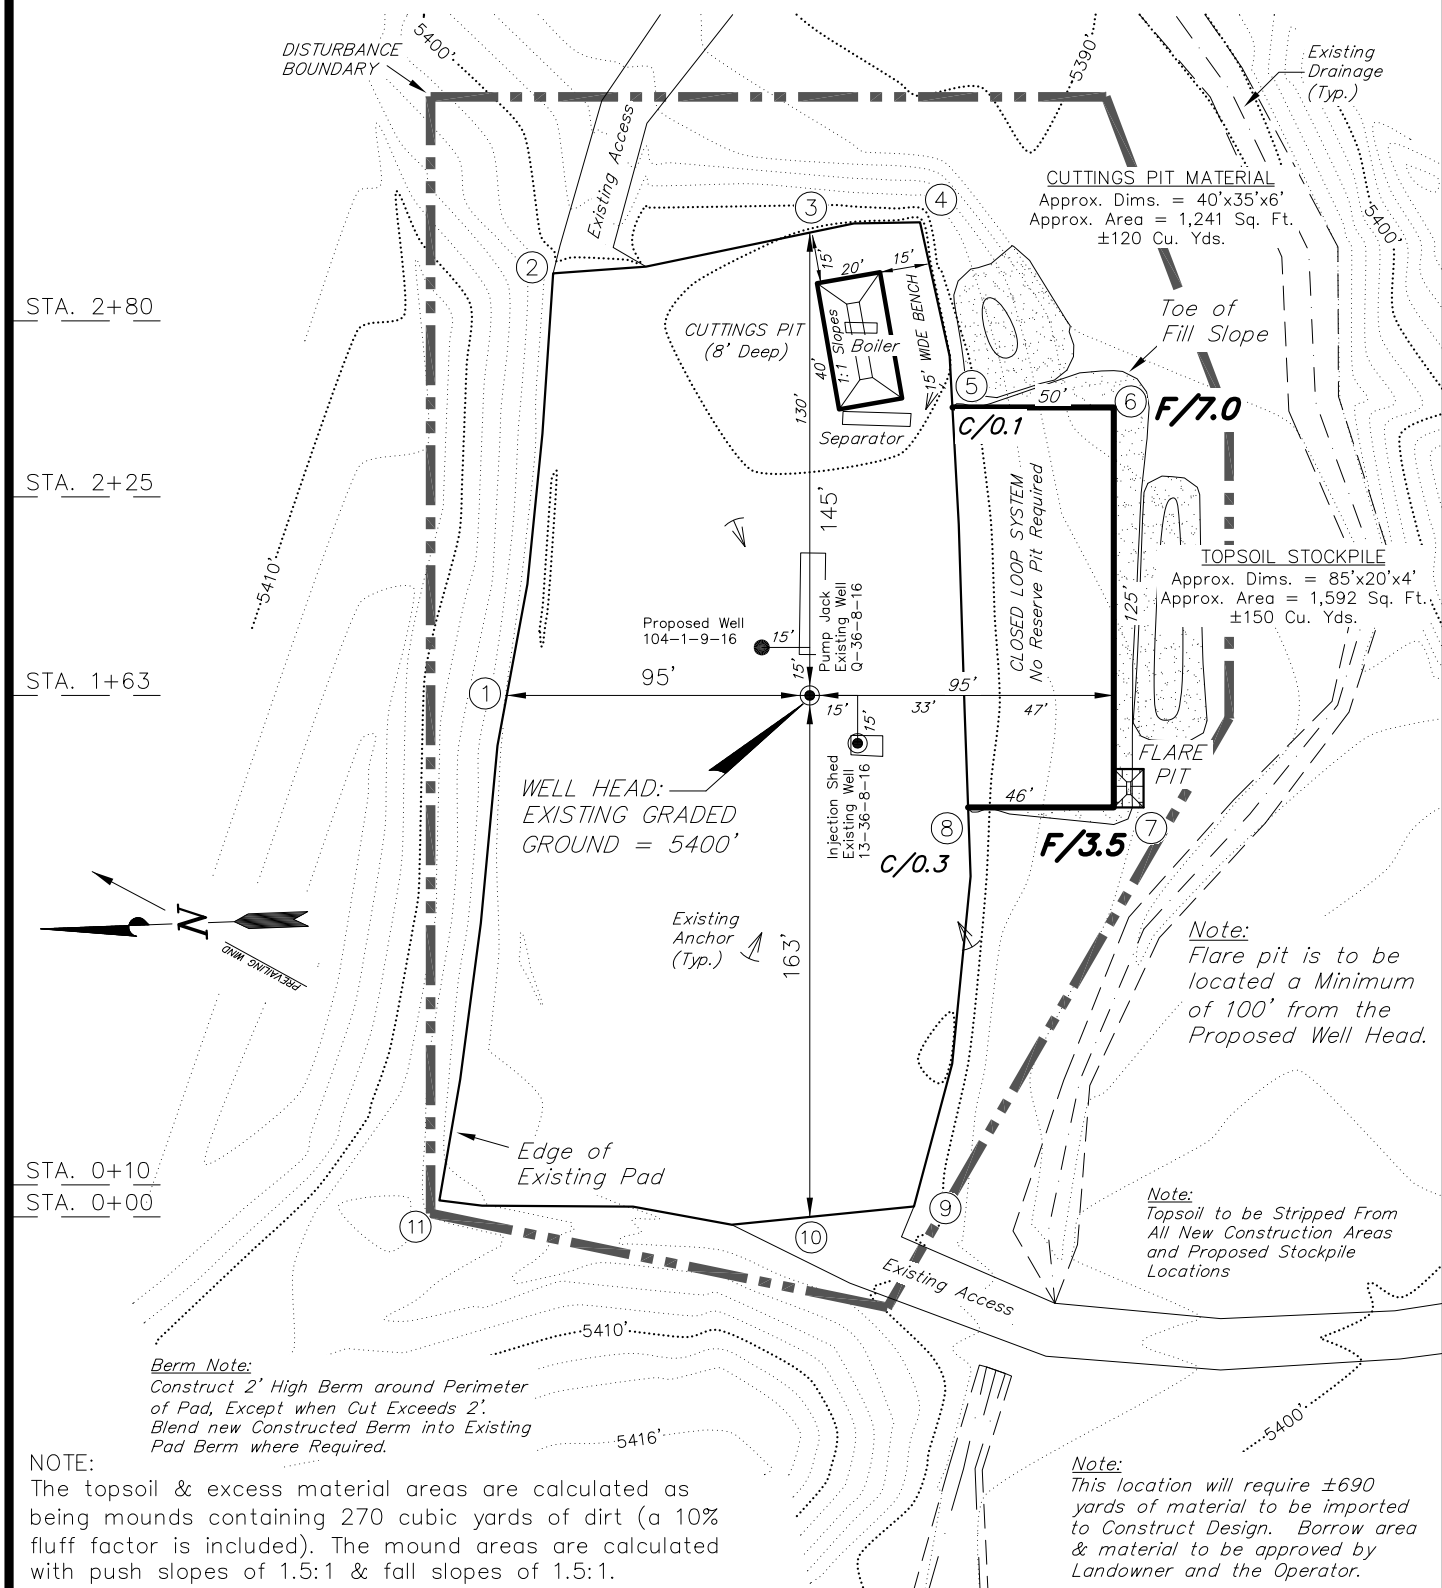 DISTURBANCE
BOUNDARY
5400'
5390'
Existing
Drainage
(Typ.)
Existing Access
CUTTINGS PIT MATERIAL
Approx. Dims. = 40'x35'x6'
Approx. Area = 1,241 Sq. Ft.
±120 Cu. Yds.
5400'
3
4
2
15'
20'
15'
STA. 2+80
CUTTINGS PIT
(8' Deep)
1:1 Slopes
Boiler
40'
15' WIDE BENCH
Toe of
Fill Slope
130'
Separator
5
50'
6
F/7.0
C/0.1
STA. 2+25
145'
CLOSED LOOP SYSTEM
No Reserve Pit Required
TOPSOIL STOCKPILE
Approx. Dims. = 85'x20'x4'
Approx. Area = 1,592 Sq. Ft.
±150 Cu. Yds.
5410'
125'
Proposed Well
104-1-9-16
15'
15'
Pump Jack
Existing Well
Q-36-8-16
STA. 1+63
1
95'
95'
15'
33'
47'
15'
FLARE
PIT
WELL HEAD:
EXISTING GRADED
GROUND = 5400'
Injection Shed
Existing Well
13-36-8-16
46'
8
7
F/3.5
C/0.3
N
PREVAILING WIND
Existing
Anchor
(Typ.)
163'
Note:
Flare pit is to be
located a Minimum
of 100' from the
Proposed Well Head.
Edge of
Existing Pad
STA. 0+10
STA. 0+00
11
10
9
Note:
Topsoil to be Stripped From
All New Construction Areas
and Proposed Stockpile
Locations
Existing Access
5410'
Berm Note:
Construct 2' High Berm around Perimeter
of Pad, Except when Cut Exceeds 2'.
Blend new Constructed Berm into Existing
Pad Berm where Required.
5416'
5400'
NOTE:
The topsoil & excess material areas are calculated as
being mounds containing 270 cubic yards of dirt (a 10%
fluff factor is included). The mound areas are calculated
with push slopes of 1.5:1 & fall slopes of 1.5:1.
Note:
This location will require ±690
yards of material to be imported
to Construct Design. Borrow area
& material to be approved by
Landowner and the Operator.